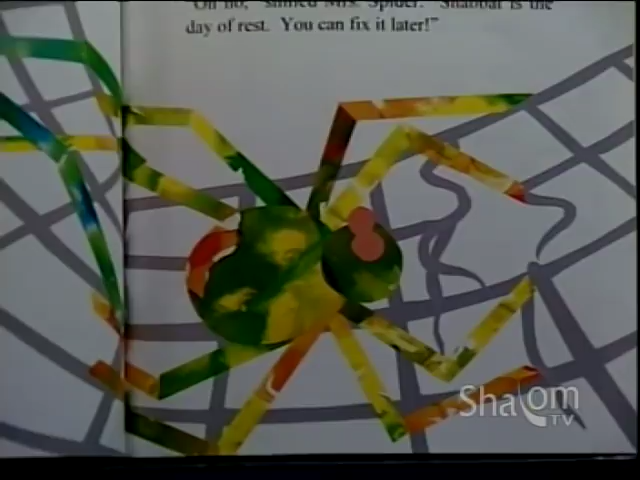 "Oh no," smiled Mrs. Spider. "Shabbat is the
day of rest. You can fix it later!"
Shalom
TV